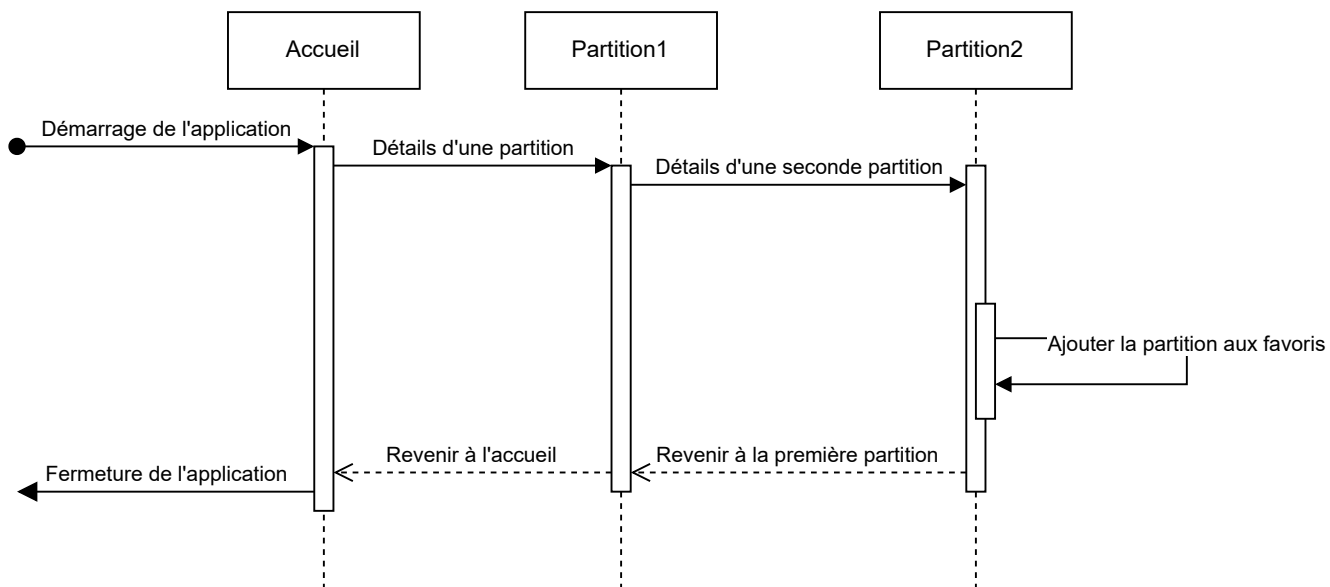 Accueil
Partition1
Partition2
Démarrage de l'application
Détails d'une partition
Détails d'une seconde partition
Ajouter la partition aux favoris
Revenir à l'accueil
Revenir à la première partition
Fermeture de l'application